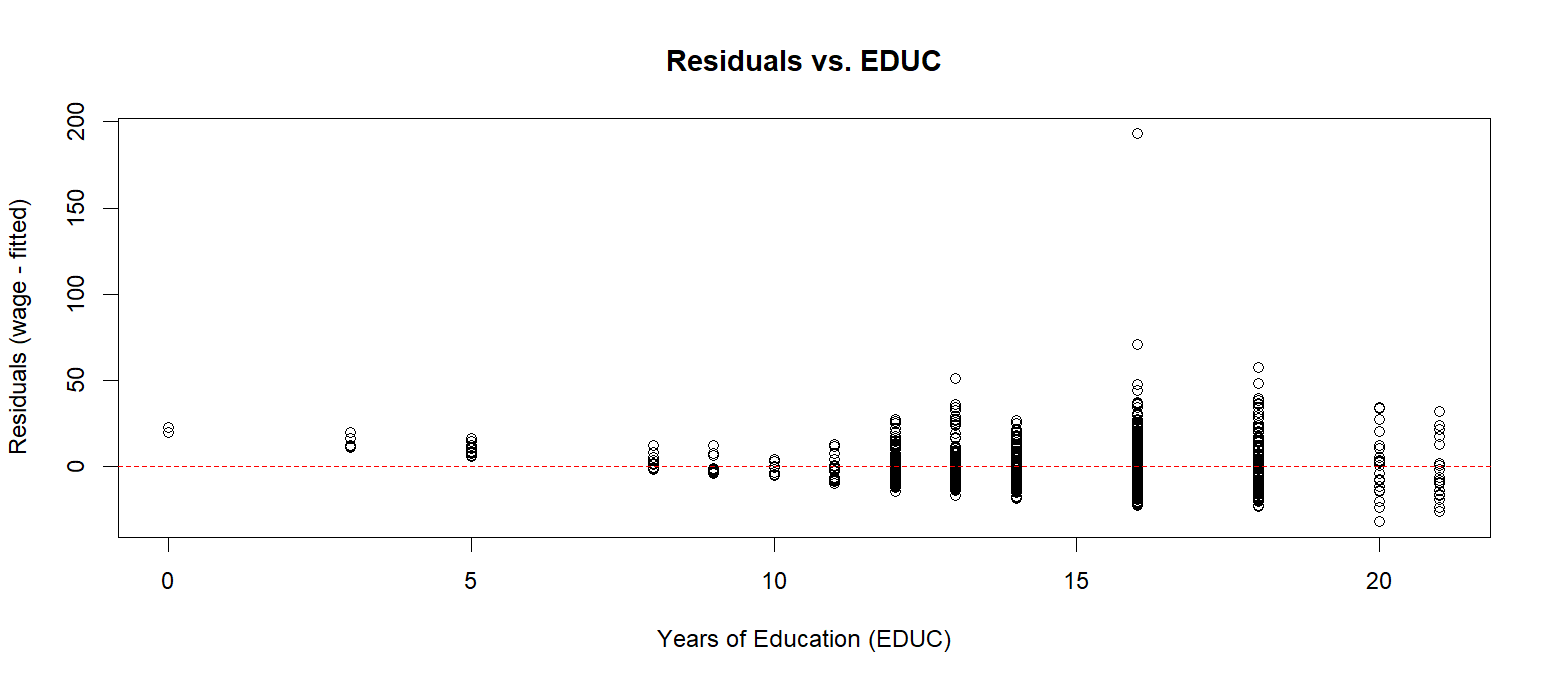 Residuals vs. EDUC
Residuals (wage - fitted)
200
150
100
50
0
0 5 10 15 20
Years of Education (EDUC)